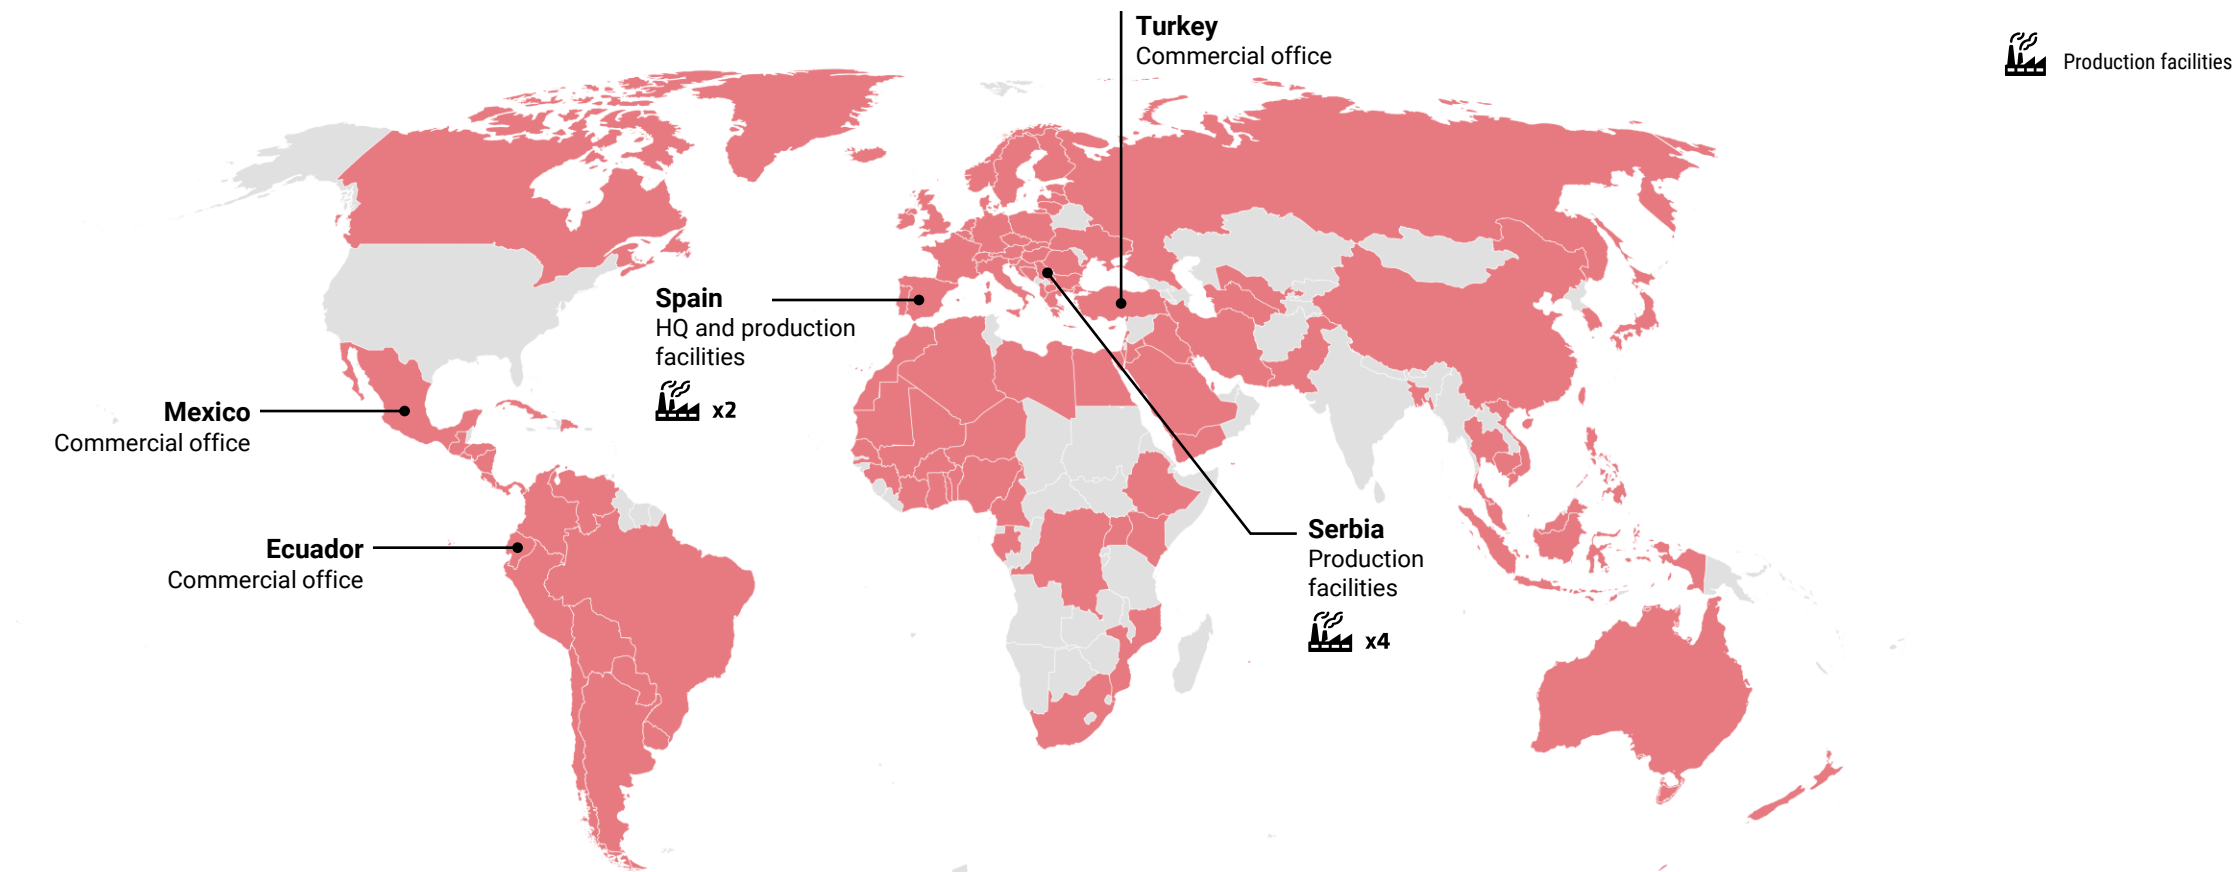 Turkey
Commercial office
Production facilities
Spain
HQ and production
facilities
x2
Mexico
Commercial office
Ecuador
Commercial office
Serbia
Production
facilities
x4